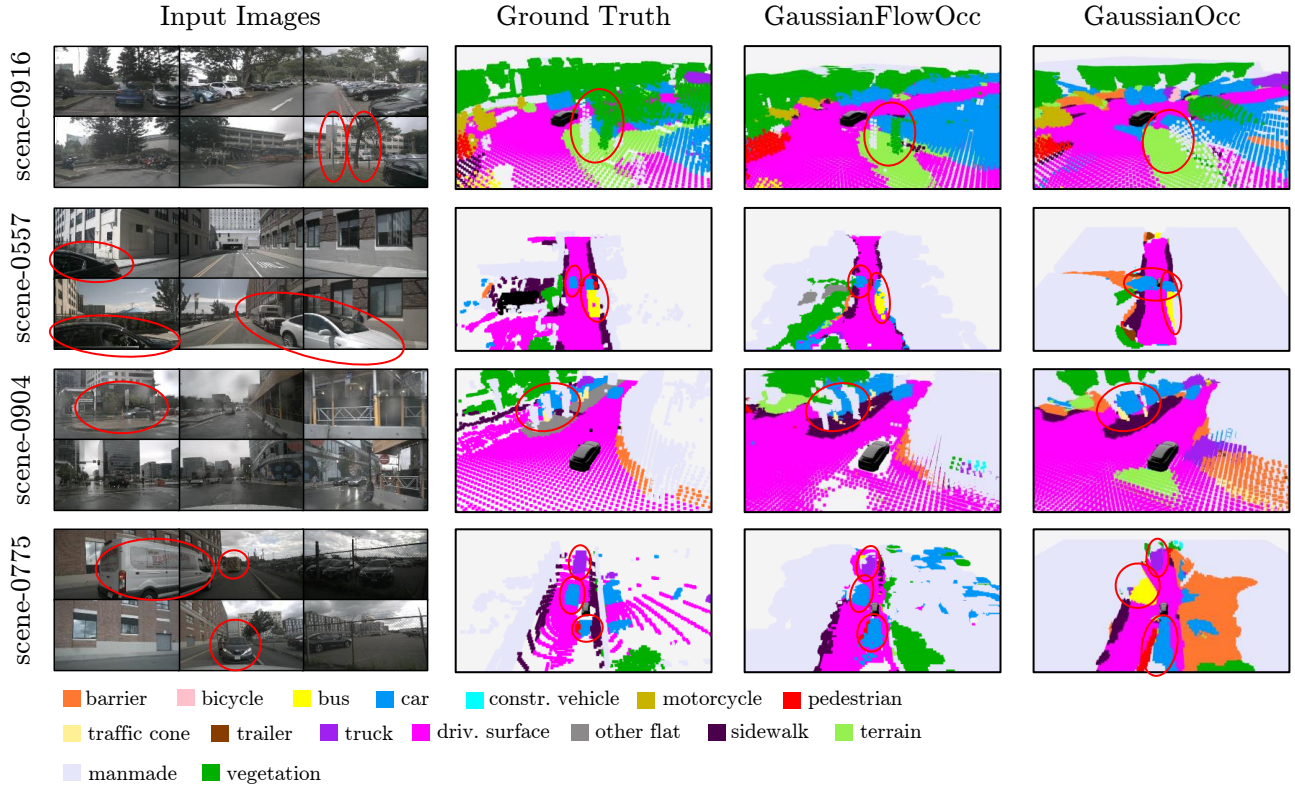 Input Images Ground Truth GaussianFlowOcc GaussianOcc
scene-0916
scene-0557
ONLY
scene-0904
scene-0775
barrier bicycle bus car constr. vehicle motorcycle pedestrian
traffic cone trailer truck driv. surface other flat sidewalk terrain
manmade vegetation